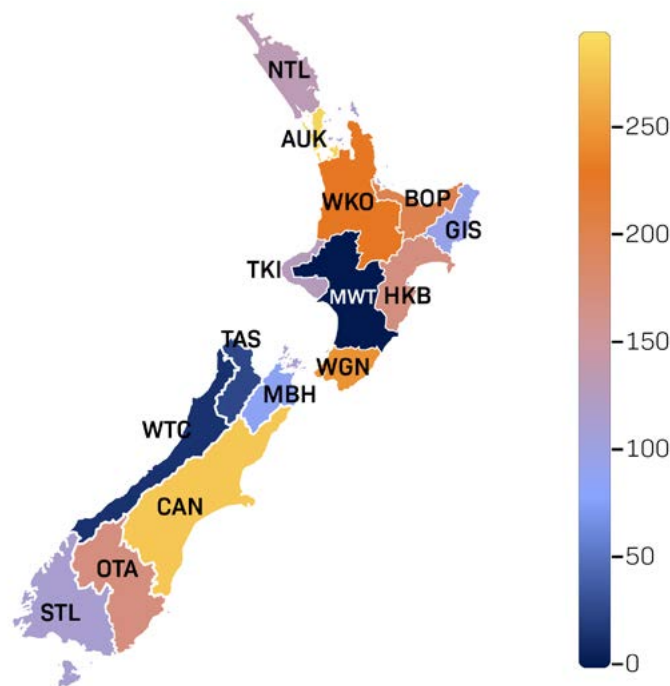 NTL
AUK
WKO
BOP
GIS
TKI
MWT
HKB
TAS
WGN
MBH
WTC
CAN
OTA
STL
250
200
150
100
50
0